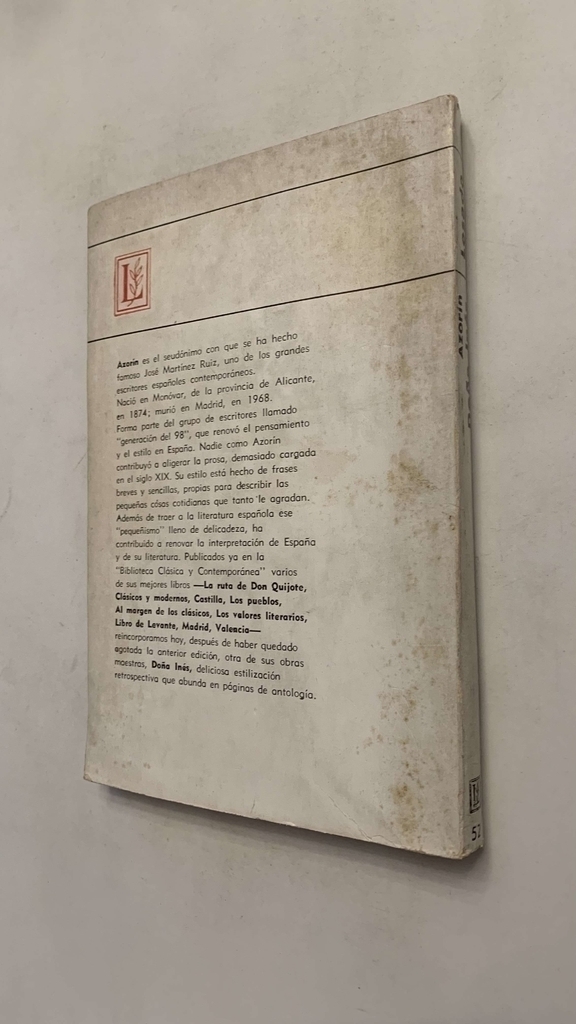 L
Azorín es el seudónimo con que se ha hecho
famoso José Martínez Ruiz, uno de los grandes
escritores españoles contemporáneos.
Nació en Monóvar, de la provincia de Alicante,
en 1874; murió en Madrid, en 1968.
Forma parte del grupo de escritores llamado
"generación del 98", que renovó el pensamiento
y el estilo en España. Nadie como Azorín
contribuyó a aligerar la prosa, demasiado cargada
en el siglo XIX. Su estilo está hecho de frases
breves y sencillas, propias para describir las
pequeñas cosas cotidianas que tanto le agradan.
Además de traer a la literatura española ese
"pequeñismo" lleno de delicadeza, ha
contribuido a renovar la interpretación de España
y de su literatura. Publicados ya en la
"Biblioteca Clásica y Contemporánea" varios
de sus mejores libros —La ruta de Don Quijote,
Clásicos y modernos, Castilla, Los pueblos,
Al margen de los clásicos, Los valores literarios,
Libro de Levante, Madrid, Valencia—
reincorporamos hoy, después de haber quedado
agotada la anterior edición, otra de sus obras
maestras, Doña Inés, deliciosa estilización
retrospectiva que abunda en páginas de antología.
Azorín